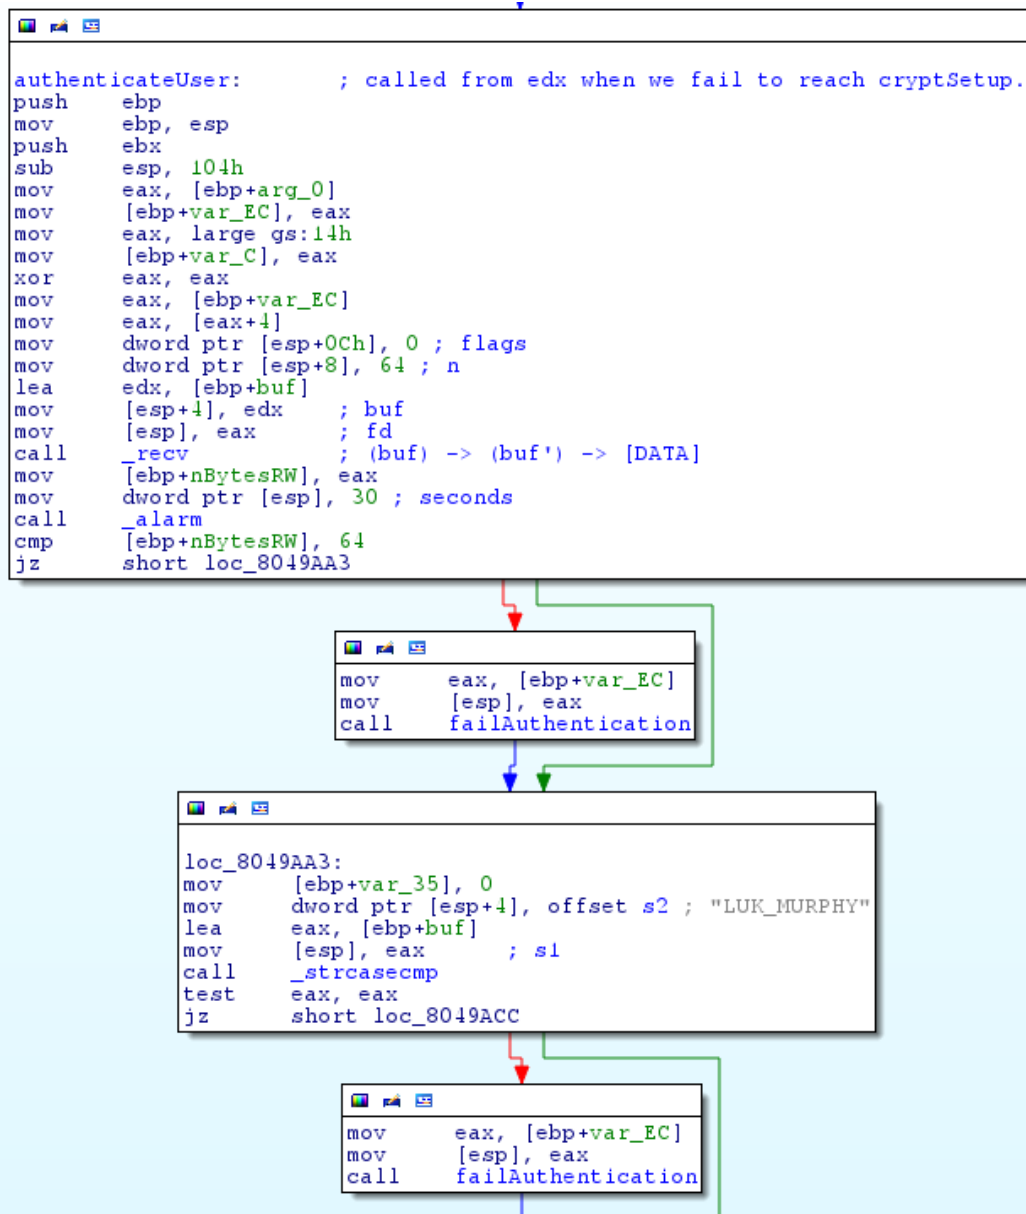 authenticateUser: ; called from edx when we fail to reach cryptSetup.
push ebp
mov ebp, esp
push ebx
sub esp, 104h
mov eax, [ebp+arg_0]
mov [ebp+var_EC], eax
mov eax, large gs:14h
mov [ebp+var_C], eax
xor eax, eax
mov eax, [ebp+var_EC]
mov eax, [eax+4]
mov dword ptr [esp+0Ch], 0 ; flags
mov dword ptr [esp+8], 64 ; n
lea edx, [ebp+buf]
mov [esp+4], edx ; buf
mov [esp], eax ; fd
call _recv ; (buf) -> (buf') -> [DATA]
mov [ebp+nBytesRW], eax
mov dword ptr [esp], 30 ; seconds
call _alarm
cmp [ebp+nBytesRW], 64
jz short loc_8049AA3
mov eax, [ebp+var_EC]
mov [esp], eax
call failAuthentication
loc_8049AA3:
mov [ebp+var_35], 0
mov dword ptr [esp+4], offset s2 ; "LUK_MURPHY"
lea eax, [ebp+buf]
mov [esp], eax ; s1
call _strcasecmp
test eax, eax
jz short loc_8049ACC
mov eax, [ebp+var_EC]
mov [esp], eax
call failAuthentication